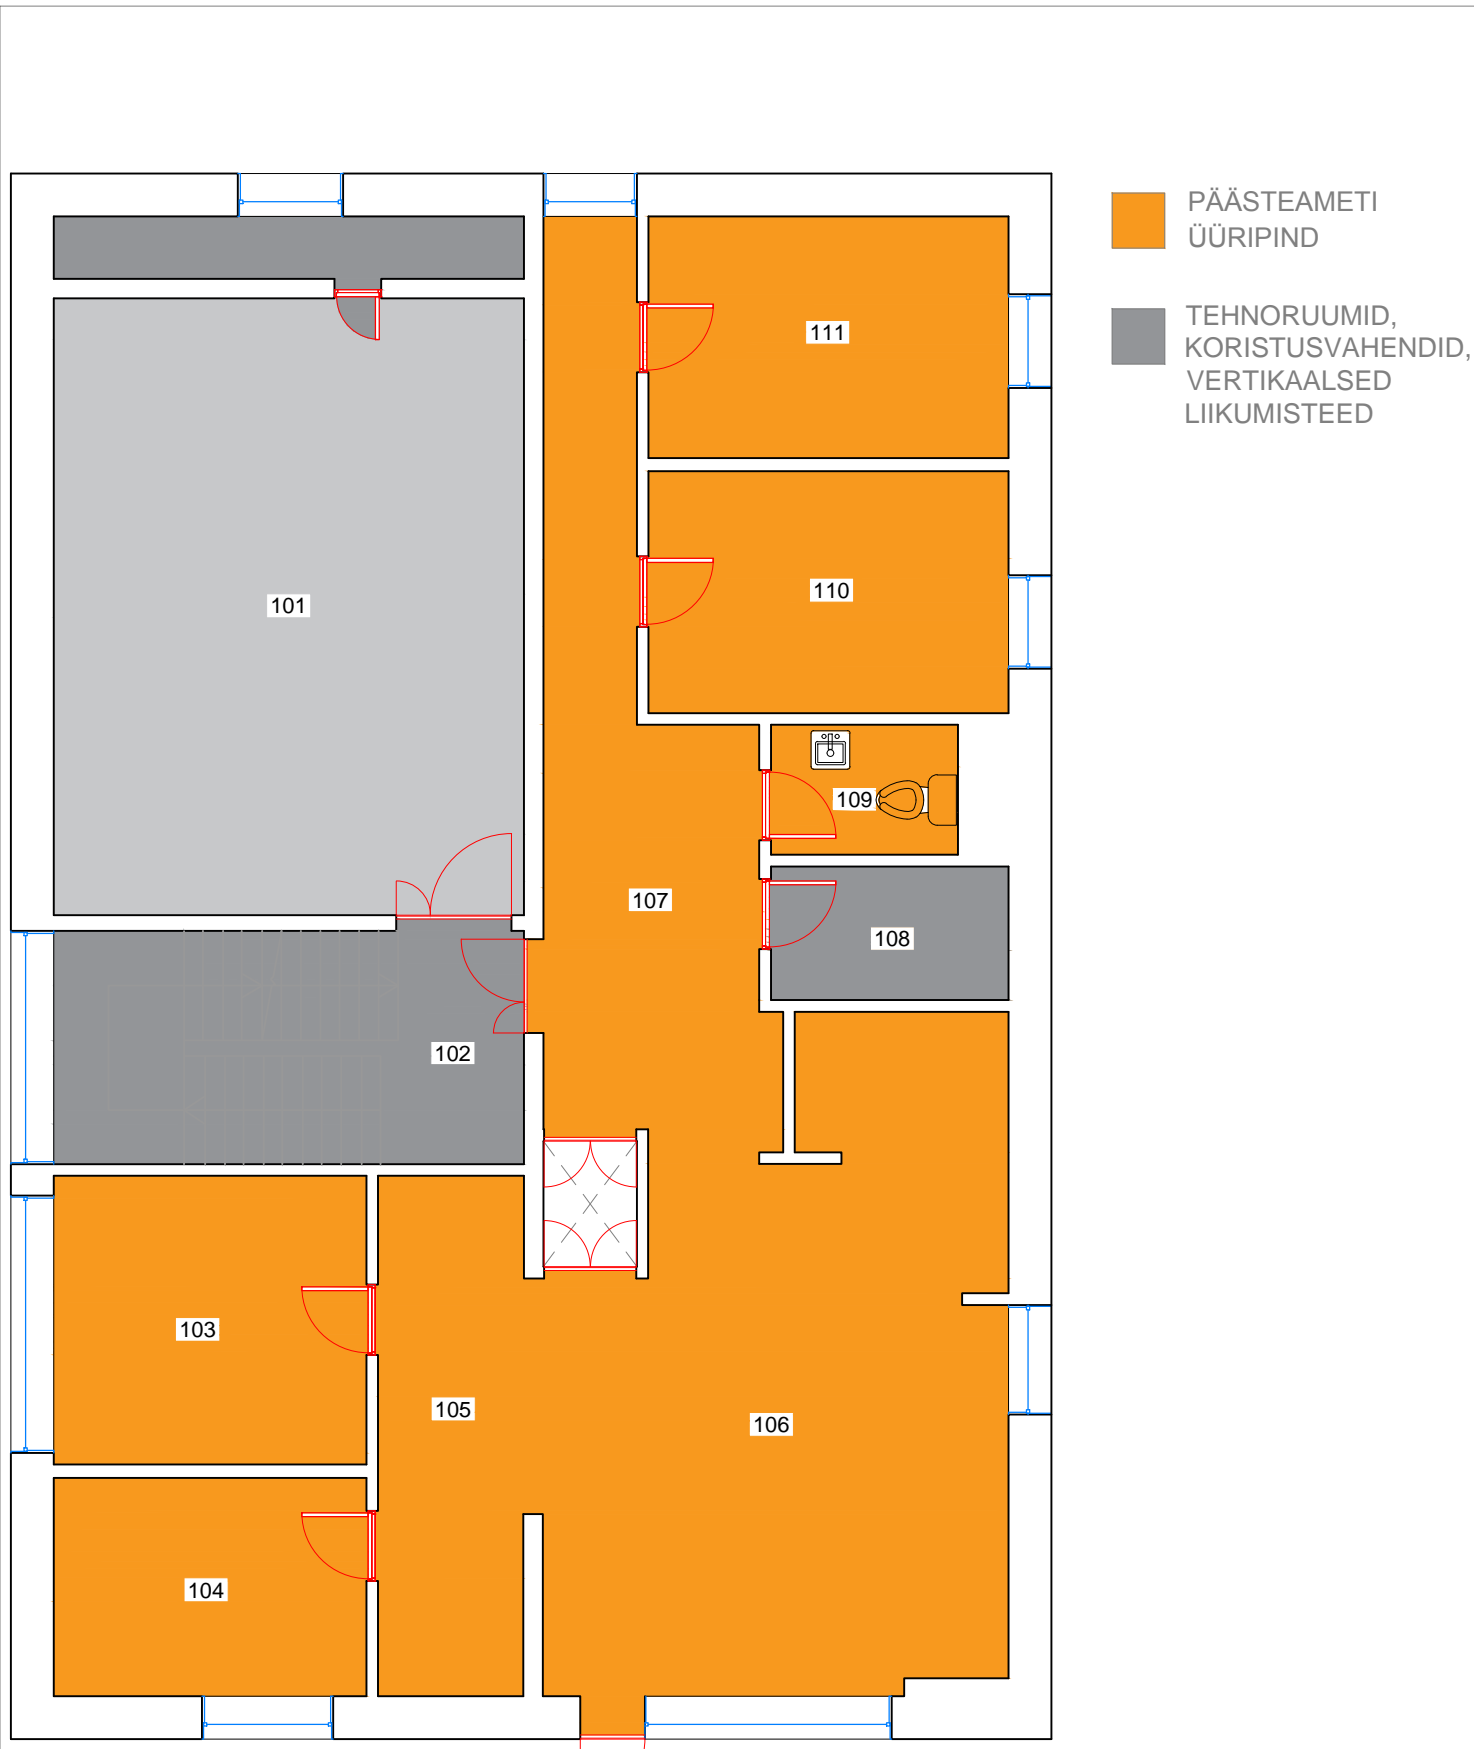 PÄÄSTEAMETI
ÜÜRIPIND
TEHNORUUMID,
KORISTUSVAHENDID,
VERTIKAALSED
LIIKUMISTEED
111
110
101
109
107
108
102
103
105
106
104